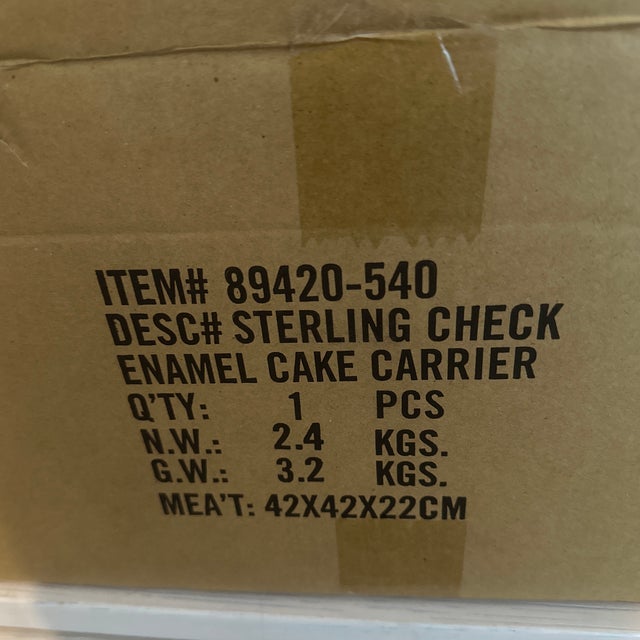 ITEM# 89420-540
DESC# STERLING CHECK
ENAMEL CAKE CARRIER
Q'TY: 1 PCS
N.W.: 2.4 KGS.
G.W.: 3.2 KGS.
MEA'T: 42X42X22CM